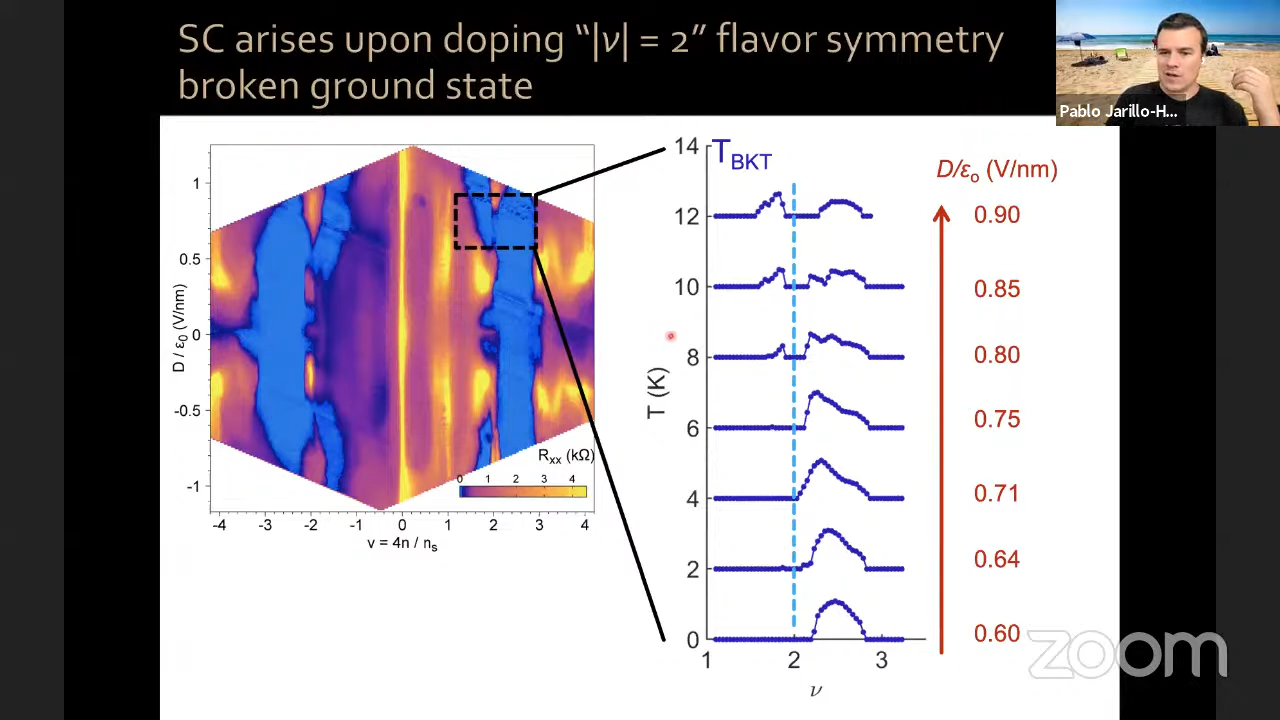 SC arises upon doping “|ν| = 2” flavor symmetry
broken ground state
Pablo Jarillo-H...
1
0.5
0
-0.5
-1
D / ε0 (V/nm)
-4 -3 -2 -1 0 1 2 3 4
ν = 4n / ns
Rxx (kΩ)
0 1 2 3 4
TBKT
14
12
10
8
6
4
2
0
T (K)
1 2 3
ν
D/εo (V/nm)
0.90
0.85
0.80
0.75
0.71
0.64
0.60
zoom